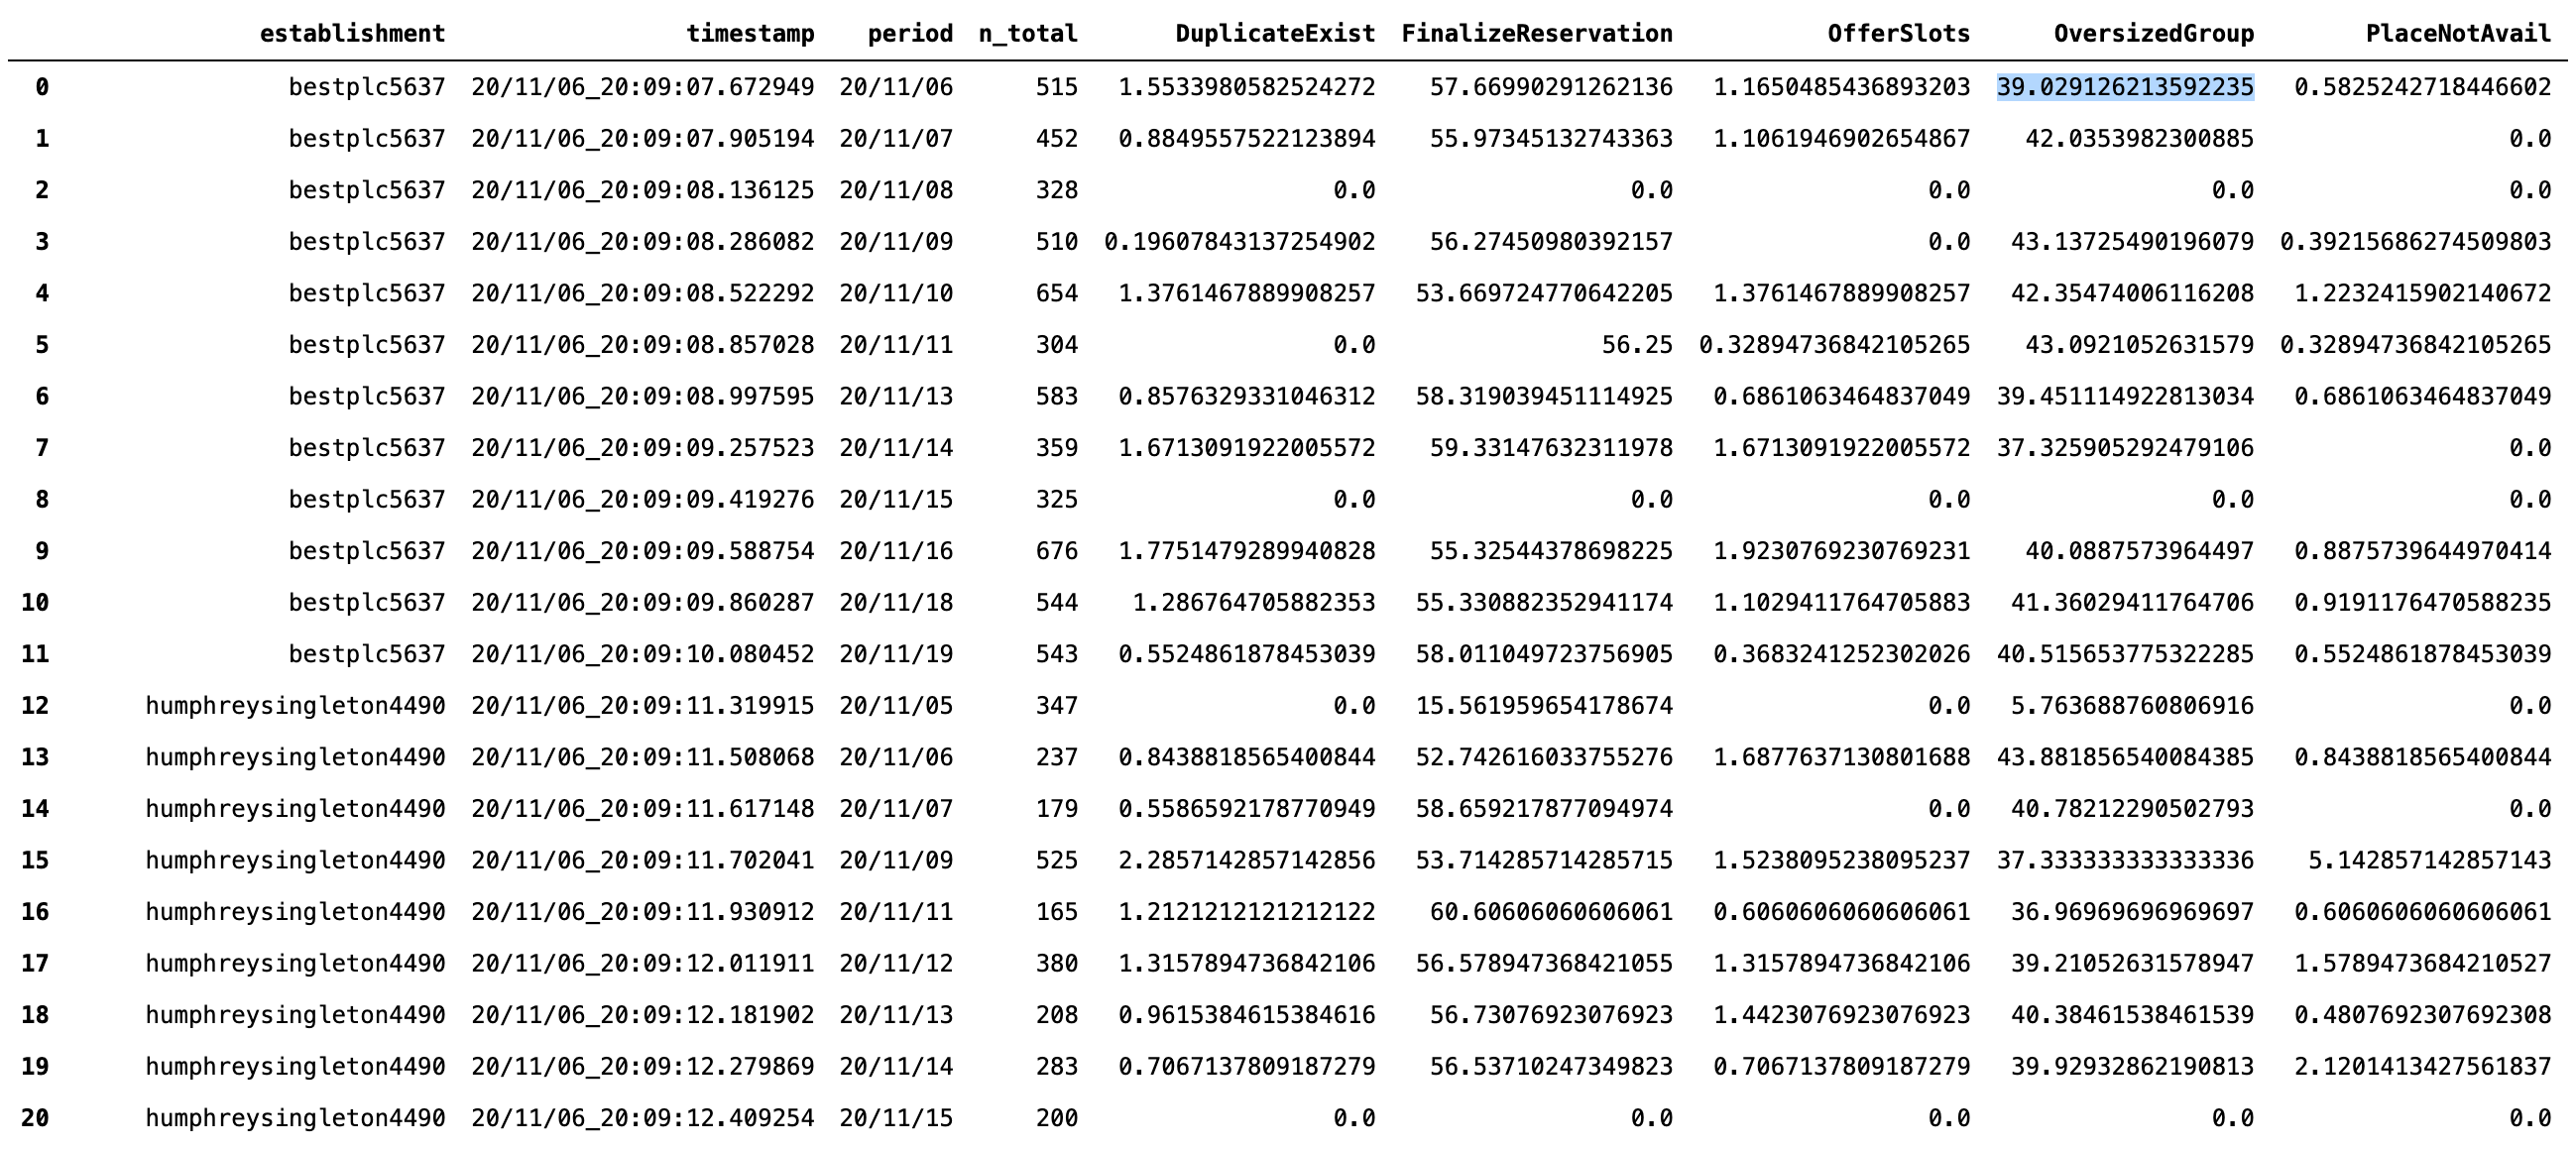 establishment timestamp period n_total DuplicateExist FinalizeReservation OfferSlots OversizedGroup PlaceNotAvail
0 bestplc5637 20/11/06_20:09:07.672949 20/11/06 515 1.5533980582524272 57.66990291262136 1.1650485436893203 39.029126213592235 0.5825242718446602
1 bestplc5637 20/11/06_20:09:07.905194 20/11/07 452 0.8849557522123894 55.97345132743363 1.1061946902654867 42.0353982300885 0.0
2 bestplc5637 20/11/06_20:09:08.136125 20/11/08 328 0.0 0.0 0.0 0.0 0.0
3 bestplc5637 20/11/06_20:09:08.286082 20/11/09 510 0.19607843137254902 56.27450980392157 0.0 43.13725490196079 0.39215686274509803
4 bestplc5637 20/11/06_20:09:08.522292 20/11/10 654 1.3761467889908257 53.669724770642205 1.3761467889908257 42.35474006116208 1.2232415902140672
5 bestplc5637 20/11/06_20:09:08.857028 20/11/11 304 0.0 56.25 0.32894736842105265 43.0921052631579 0.32894736842105265
6 bestplc5637 20/11/06_20:09:08.997595 20/11/13 583 0.8576329331046312 58.319039451114925 0.6861063464837049 39.451114922813034 0.6861063464837049
7 bestplc5637 20/11/06_20:09:09.257523 20/11/14 359 1.6713091922005572 59.33147632311978 1.6713091922005572 37.325905292479106 0.0
8 bestplc5637 20/11/06_20:09:09.419276 20/11/15 325 0.0 0.0 0.0 0.0 0.0
9 bestplc5637 20/11/06_20:09:09.588754 20/11/16 676 1.7751479289940828 55.32544378698225 1.9230769230769231 40.0887573964497 0.8875739644970414
10 bestplc5637 20/11/06_20:09:09.860287 20/11/18 544 1.286764705882353 55.330882352941174 1.1029411764705883 41.36029411764706 0.9191176470588235
11 bestplc5637 20/11/06_20:09:10.080452 20/11/19 543 0.5524861878453039 58.011049723756905 0.3683241252302026 40.515653775322285 0.5524861878453039
12 humphreysingleton4490 20/11/06_20:09:11.319915 20/11/05 347 0.0 15.561959654178674 0.0 5.763688760806916 0.0
13 humphreysingleton4490 20/11/06_20:09:11.508068 20/11/06 237 0.8438818565400844 52.742616033755276 1.6877637130801688 43.881856540084385 0.8438818565400844
14 humphreysingleton4490 20/11/06_20:09:11.617148 20/11/07 179 0.5586592178770949 58.659217877094974 0.0 40.78212290502793 0.0
15 humphreysingleton4490 20/11/06_20:09:11.702041 20/11/09 525 2.2857142857142856 53.714285714285715 1.5238095238095237 37.333333333333336 5.142857142857143
16 humphreysingleton4490 20/11/06_20:09:11.930912 20/11/11 165 1.2121212121212122 60.60606060606061 0.6060606060606061 36.96969696969697 0.6060606060606061
17 humphreysingleton4490 20/11/06_20:09:12.011911 20/11/12 380 1.3157894736842106 56.578947368421055 1.3157894736842106 39.21052631578947 1.5789473684210527
18 humphreysingleton4490 20/11/06_20:09:12.181902 20/11/13 208 0.9615384615384616 56.73076923076923 1.4423076923076923 40.38461538461539 0.4807692307692308
19 humphreysingleton4490 20/11/06_20:09:12.279869 20/11/14 283 0.7067137809187279 56.53710247349823 0.7067137809187279 39.92932862190813 2.1201413427561837
20 humphreysingleton4490 20/11/06_20:09:12.409254 20/11/15 200 0.0 0.0 0.0 0.0 0.0